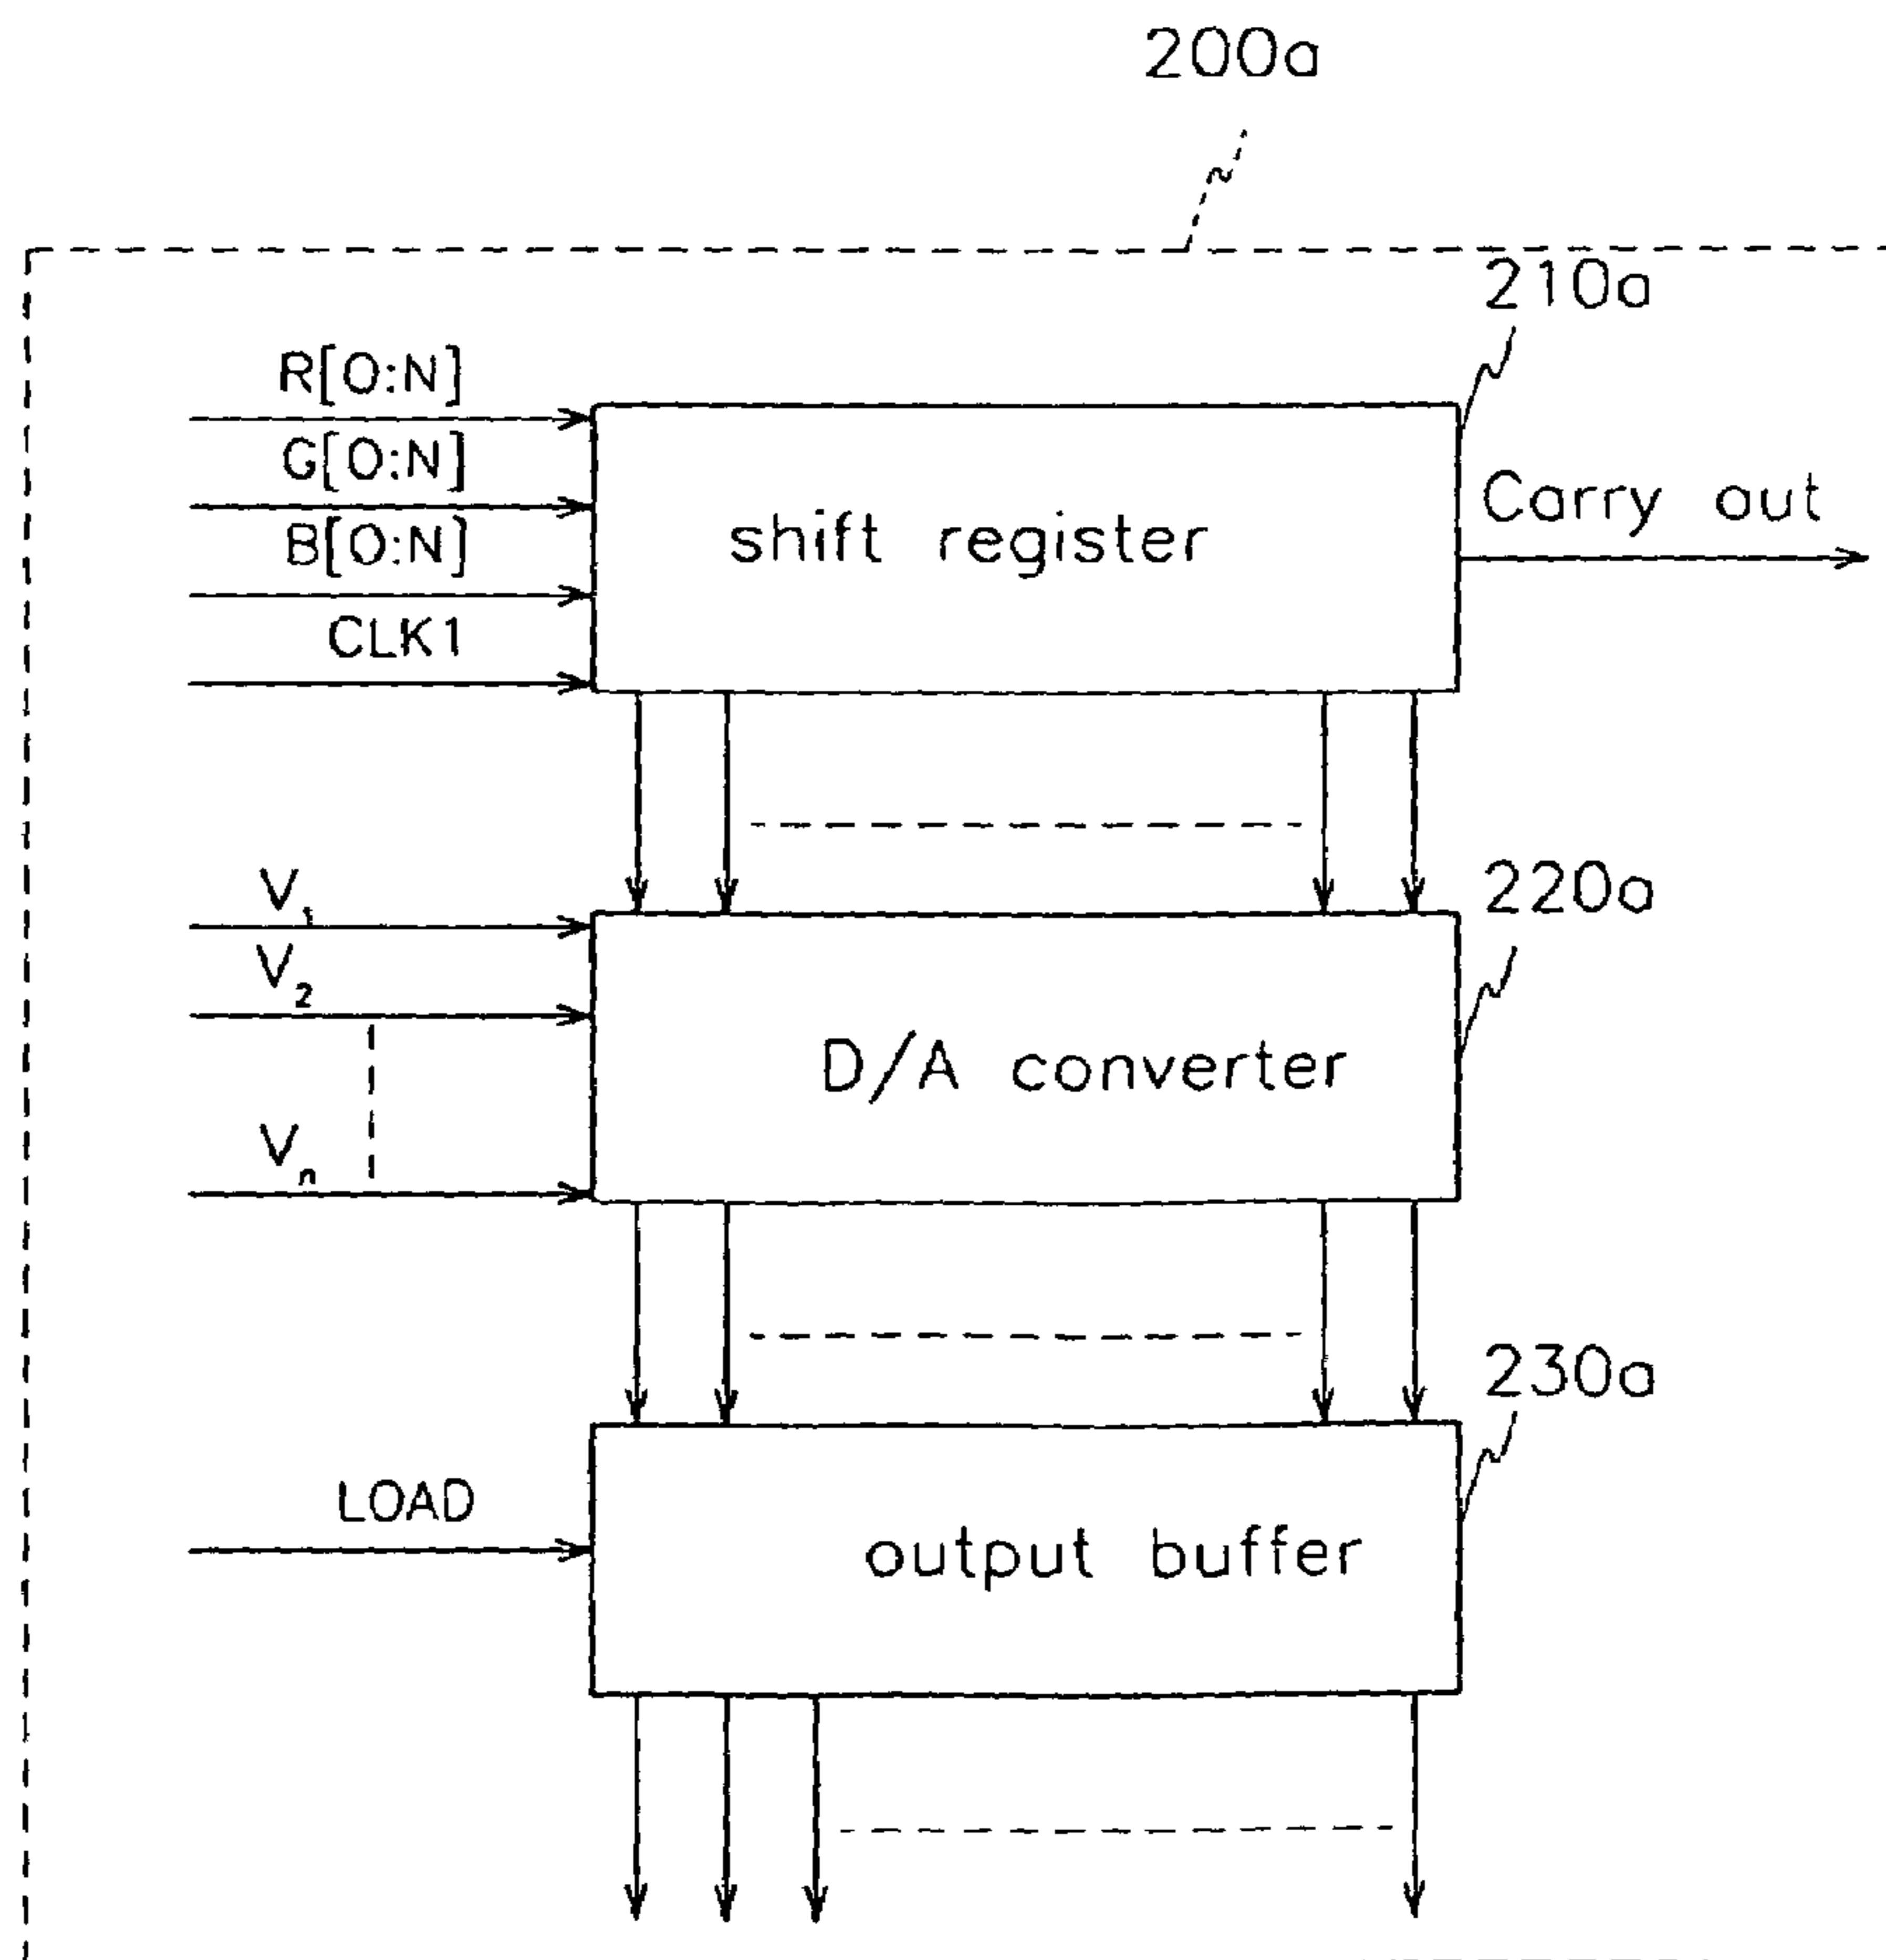 200a
210a
R[0:N]
G[0:N]
B[0:N]
CLK1
shift register
Carry out
220a
V₁
V₂
Vₙ
D/A converter
230a
LOAD
output buffer